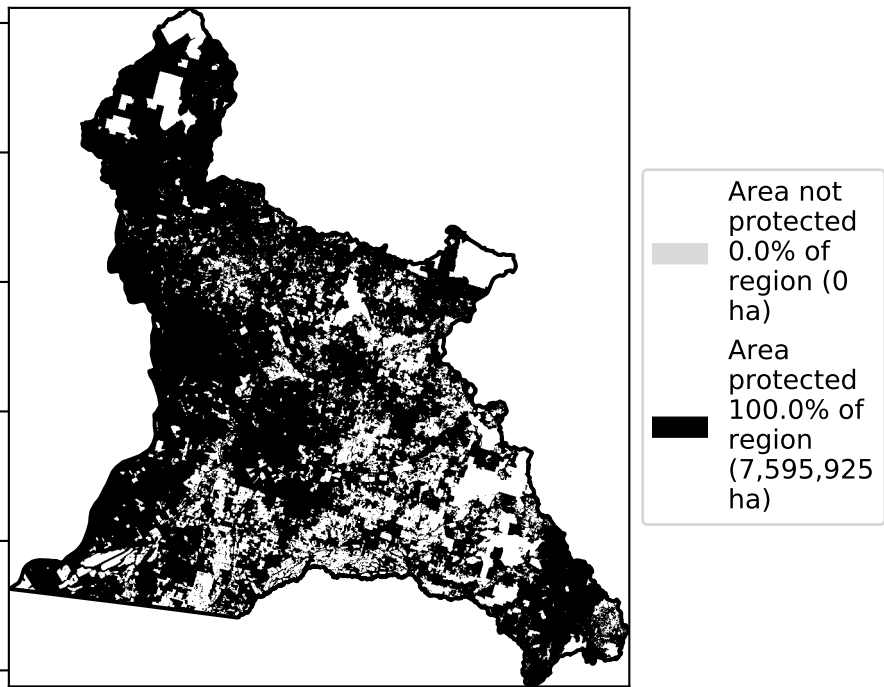 Area not
protected
0.0% of
region (0
ha)
Area
protected
100.0% of
region
(7,595,925
ha)